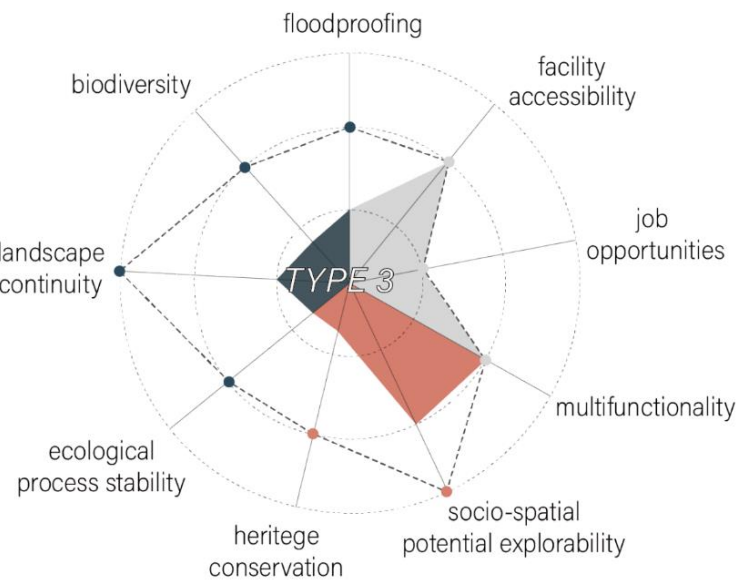 floodproofing
facility
accessibility
biodiversity
job
opportunities
landscape
continuity
TYPE 3
multifunctionality
ecological
process stability
socio-spatial
potential explorability
heritege
conservation